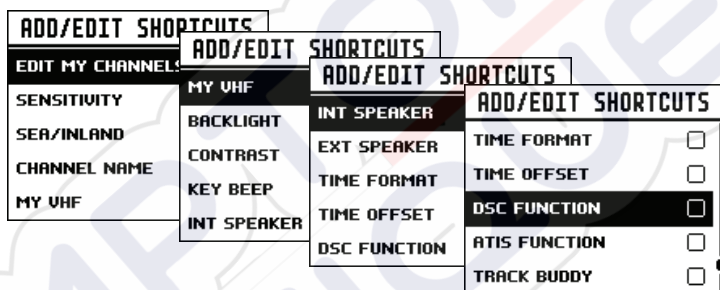 ADD/EDIT SHORTCUTS
EDIT MY CHANNELS
SENSITIVITY
SEA/INLAND
CHANNEL NAME
MY VHF
ADD/EDIT SHORTCUTS
MY VHF
BACKLIGHT
CONTRAST
KEY BEEP
INT SPEAKER
ADD/EDIT SHORTCUTS
INT SPEAKER
EXT SPEAKER
TIME FORMAT
TIME OFFSET
DSC FUNCTION
ADD/EDIT SHORTCUTS
TIME FORMAT
TIME OFFSET
DSC FUNCTION
ATIS FUNCTION
TRACK BUDDY